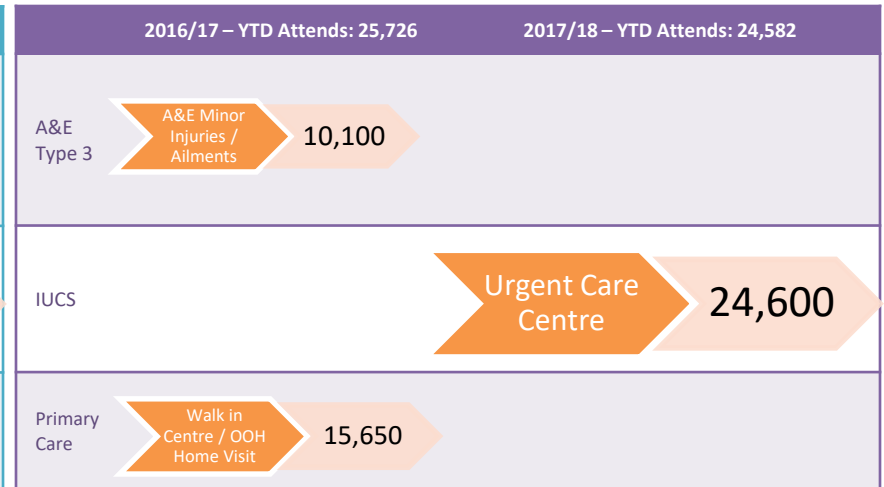 2016/17 – YTD Attends: 25,726
2017/18 – YTD Attends: 24,582
A&E
Type 3
A&E Minor
Injuries /
Ailments
10,100
IUCS
Urgent Care
Centre
24,600
Primary
Care
Walk in
Centre / OOH
Home Visit
15,650